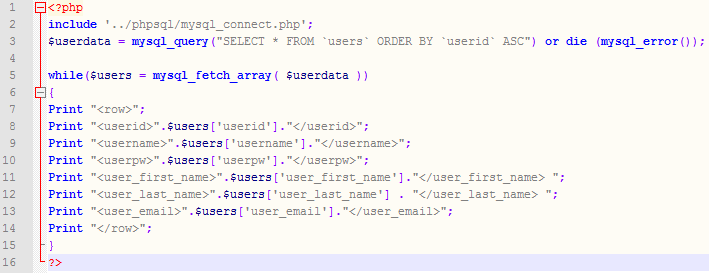 1 <?php
2 include '../phpsql/mysql_connect.php';
3 $userdata = mysql_query("SELECT * FROM `users` ORDER BY `userid` ASC") or die (mysql_error());
4
5 while($users = mysql_fetch_array( $userdata ))
6 {
7 Print "<row>";
8 Print "<userid>".$users['userid']."</userid>";
9 Print "<username>".$users['username']."</username>";
10 Print "<userpw>".$users['userpw']."</userpw>";
11 Print "<user_first_name>".$users['user_first_name']."</user_first_name> ";
12 Print "<user_last_name>".$users['user_last_name'] . "</user_last_name> ";
13 Print "<user_email>".$users['user_email']."</user_email>";
14 Print "</row>";
15 }
16 ?>